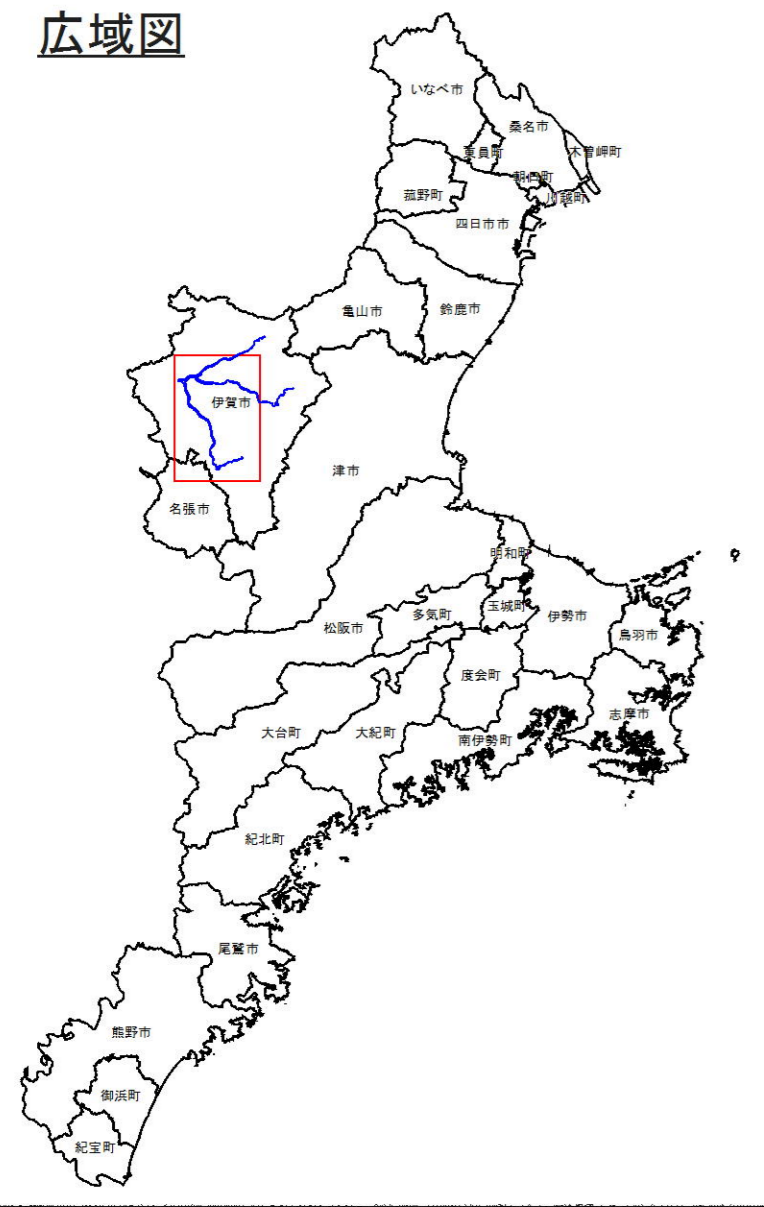 広域図
いなべ市
桑名市
東員町
木曽岬町
朝日町
菰野町
川越町
四日市市
亀山市
鈴鹿市
伊賀市
津市
名張市
明和町
多気町
玉城町
伊勢市
松阪市
鳥羽市
度会町
志摩市
大台町
大紀町
南伊勢町
紀北町
尾鷲市
熊野市
御浜町
紀宝町